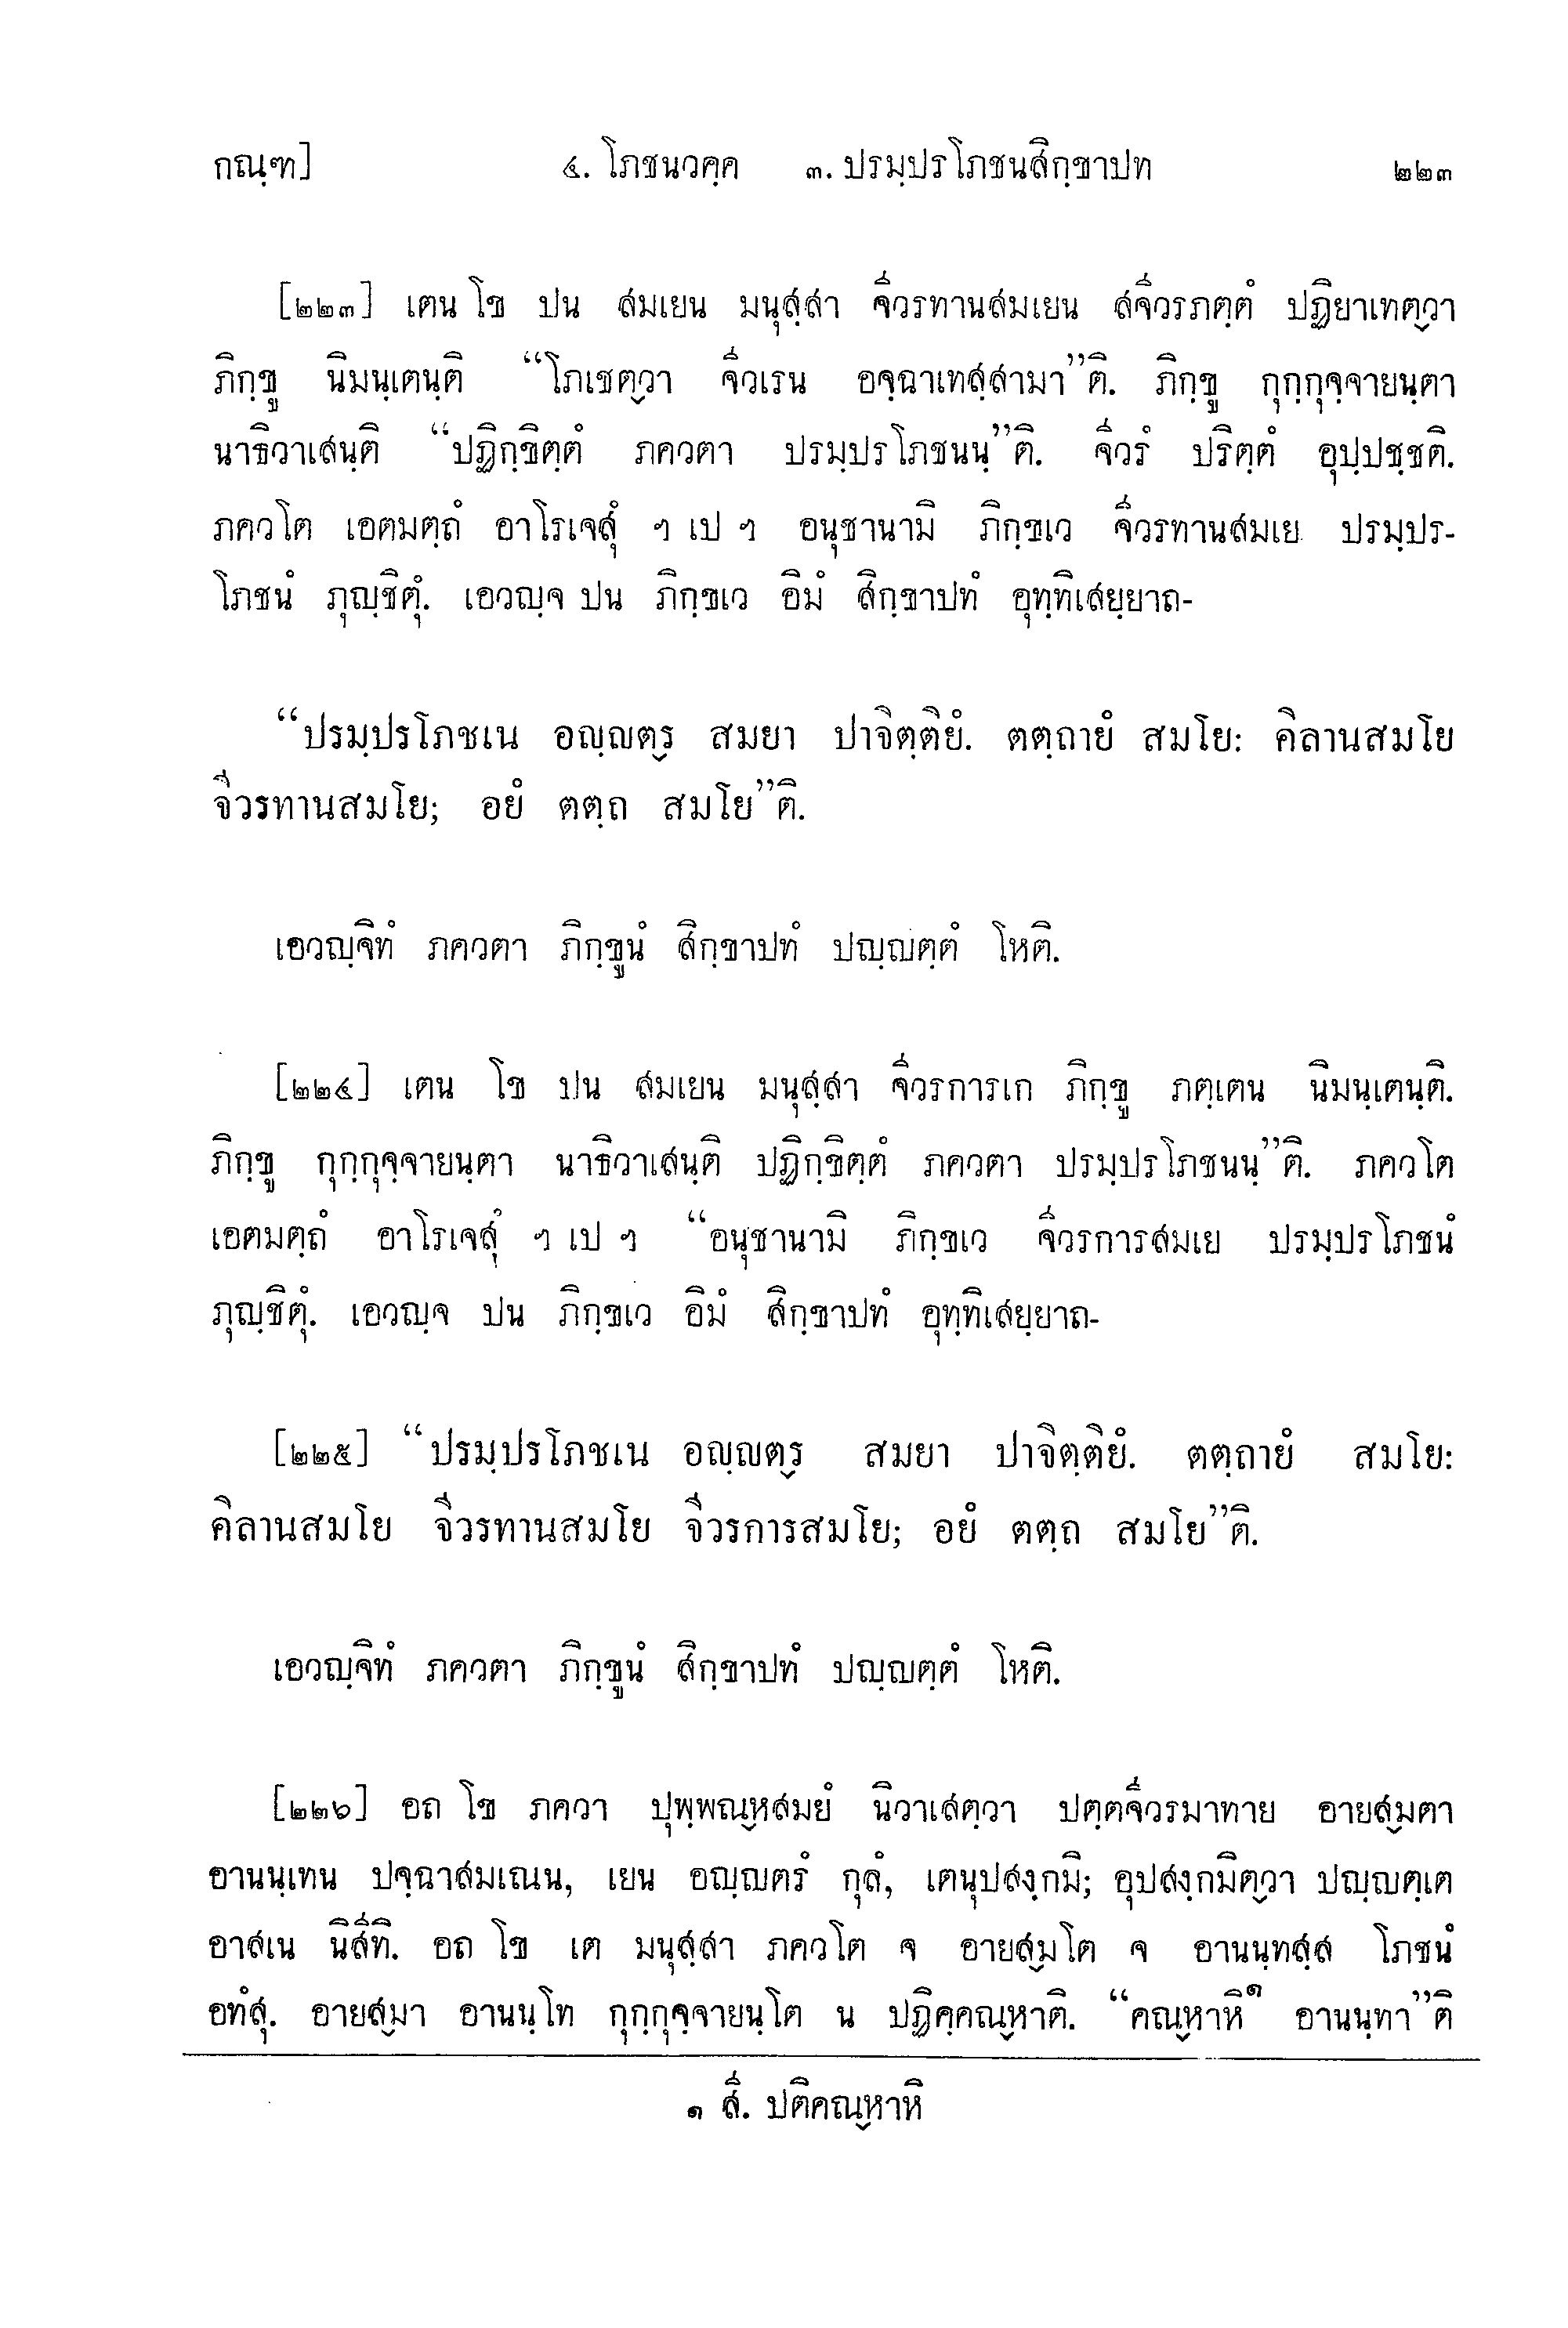 กณฺฑ] ๔. โภชนวคฺค ๓. ปรมฺปรโภชนสิกฺขาปท ๒๒๓
[๒๒๓] เตน โข ปน สมเยน มนุสฺสา จีวรทานสมเยน สจีวรภตฺตํ ปฏิยาเทตฺวา
ภิกฺขู นิมนฺเตนฺติ “โภเชตฺวา จีวเรน อจฺฉาเทสฺสามา”ติ. ภิกฺขู กุกฺกุจฺจายนฺตา
นาธิวาเสนฺติ “ปฏิกฺขิตฺตํ ภควตา ปรมฺปรโภชนนฺ”ติ. จีวรํ ปริตฺตํ อุปฺปชฺชติ.
ภควโต เอตมตฺถํ อาโรเจสุํ ฯ เป ฯ อนุชานามิ ภิกฺขเว จีวรทานสมเย ปรมฺปร-
โภชนํ ภุญฺชิตุํ. เอวญฺจ ปน ภิกฺขเว อิมํ สิกฺขาปทํ อุทฺทิเสยฺยาถ-
“ปรมฺปรโภชเน อญฺญตฺร สมยา ปาจิตฺติยํ. ตตฺถายํ สมโย: คิลานสมโย
จีวรทานสมโย; อยํ ตตฺถ สมโย”ติ.
เอวญฺจิทํ ภควตา ภิกฺขูนํ สิกฺขาปทํ ปญฺญตฺตํ โหติ.
[๒๒๔] เตน โข ปน สมเยน มนุสฺสา จีวรการเก ภิกฺขู ภตฺเตน นิมนฺเตนฺติ.
ภิกฺขู กุกฺกุจฺจายนฺตา นาธิวาเสนฺติ ปฏิกฺขิตฺตํ ภควตา ปรมฺปรโภชนนฺ”ติ. ภควโต
เอตมตฺถํ อาโรเจสุํ ฯ เป ฯ “อนุชานามิ ภิกฺขเว จีวรการสมเย ปรมฺปรโภชนํ
ภุญฺชิตุํ. เอวญฺจ ปน ภิกฺขเว อิมํ สิกฺขาปทํ อุทฺทิเสยฺยาถ-
[๒๒๕] “ปรมฺปรโภชเน อญฺญตฺร สมยา ปาจิตฺติยํ. ตตฺถายํ สมโย:
คิลานสมโย จีวรทานสมโย จีวรการสมโย; อยํ ตตฺถ สมโย”ติ.
เอวญฺจิทํ ภควตา ภิกฺขูนํ สิกฺขาปทํ ปญฺญตฺตํ โหติ.
[๒๒๖] อถ โข ภควา ปุพฺพณฺหสมยํ นิวาเสตฺวา ปตฺตจีวรมาทาย อายสฺมตา
อานนฺเทน ปจฺฉาสมเณน, เยน อญฺญตรํ กุลํ, เตนุปสงฺกมิ; อุปสงฺกมิตฺวา ปญฺญตฺเต
อาสเน นิสีทิ. อถ โข เต มนุสฺสา ภควโต จ อายสฺมโต จ อานนฺทสฺส โภชนํ
อทํสุ. อายสฺมา อานนฺโท กุกฺกุจฺจายนฺโต น ปฏิคฺคณฺหาติ. “คณฺหาหิ๑ อานนฺทา”ติ
๑ สี. ปติคณฺหาหิ